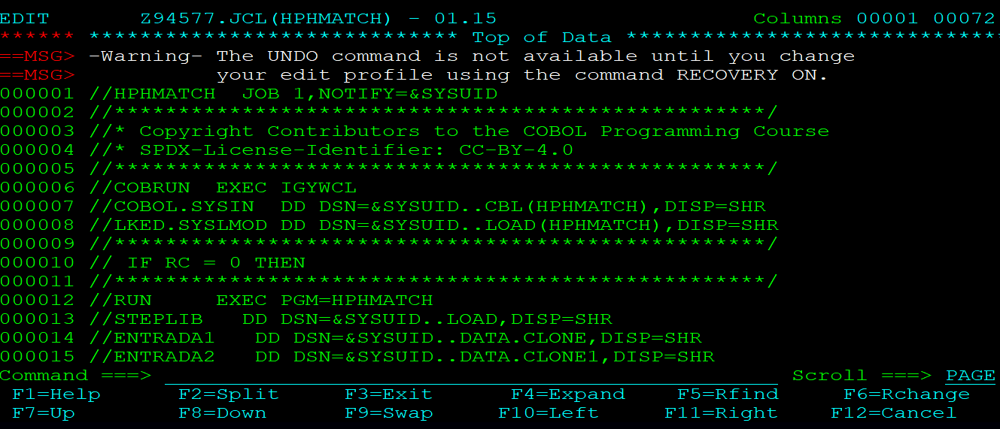 EDIT       Z94577.JCL(HPHMATCH) - 01.15                    Columns 00001 00072
****** ***************************** Top of Data ******************************
==MSG> -Warning- The UNDO command is not available until you change
==MSG>           your edit profile using the command RECOVERY ON.
000001 //HPHMATCH  JOB 1,NOTIFY=&SYSUID
000002 //***************************************************/
000003 //* Copyright Contributors to the COBOL Programming Course
000004 //* SPDX-License-Identifier: CC-BY-4.0
000005 //***************************************************/
000006 //COBRUN  EXEC IGYWCL
000007 //COBOL.SYSIN  DD DSN=&SYSUID..CBL(HPHMATCH),DISP=SHR
000008 //LKED.SYSLMOD DD DSN=&SYSUID..LOAD(HPHMATCH),DISP=SHR
000009 //***************************************************/
000010 // IF RC = 0 THEN
000011 //***************************************************/
000012 //RUN     EXEC PGM=HPHMATCH
000013 //STEPLIB   DD DSN=&SYSUID..LOAD,DISP=SHR
000014 //ENTRADA1   DD DSN=&SYSUID..DATA.CLONE,DISP=SHR
000015 //ENTRADA2   DD DSN=&SYSUID..DATA.CLONE1,DISP=SHR
Command ===>                                                  Scroll ===> PAGE
 F1=Help      F2=Split     F3=Exit      F4=Expand    F5=Rfind     F6=Rchange
 F7=Up        F8=Down      F9=Swap     F10=Left     F11=Right    F12=Cancel